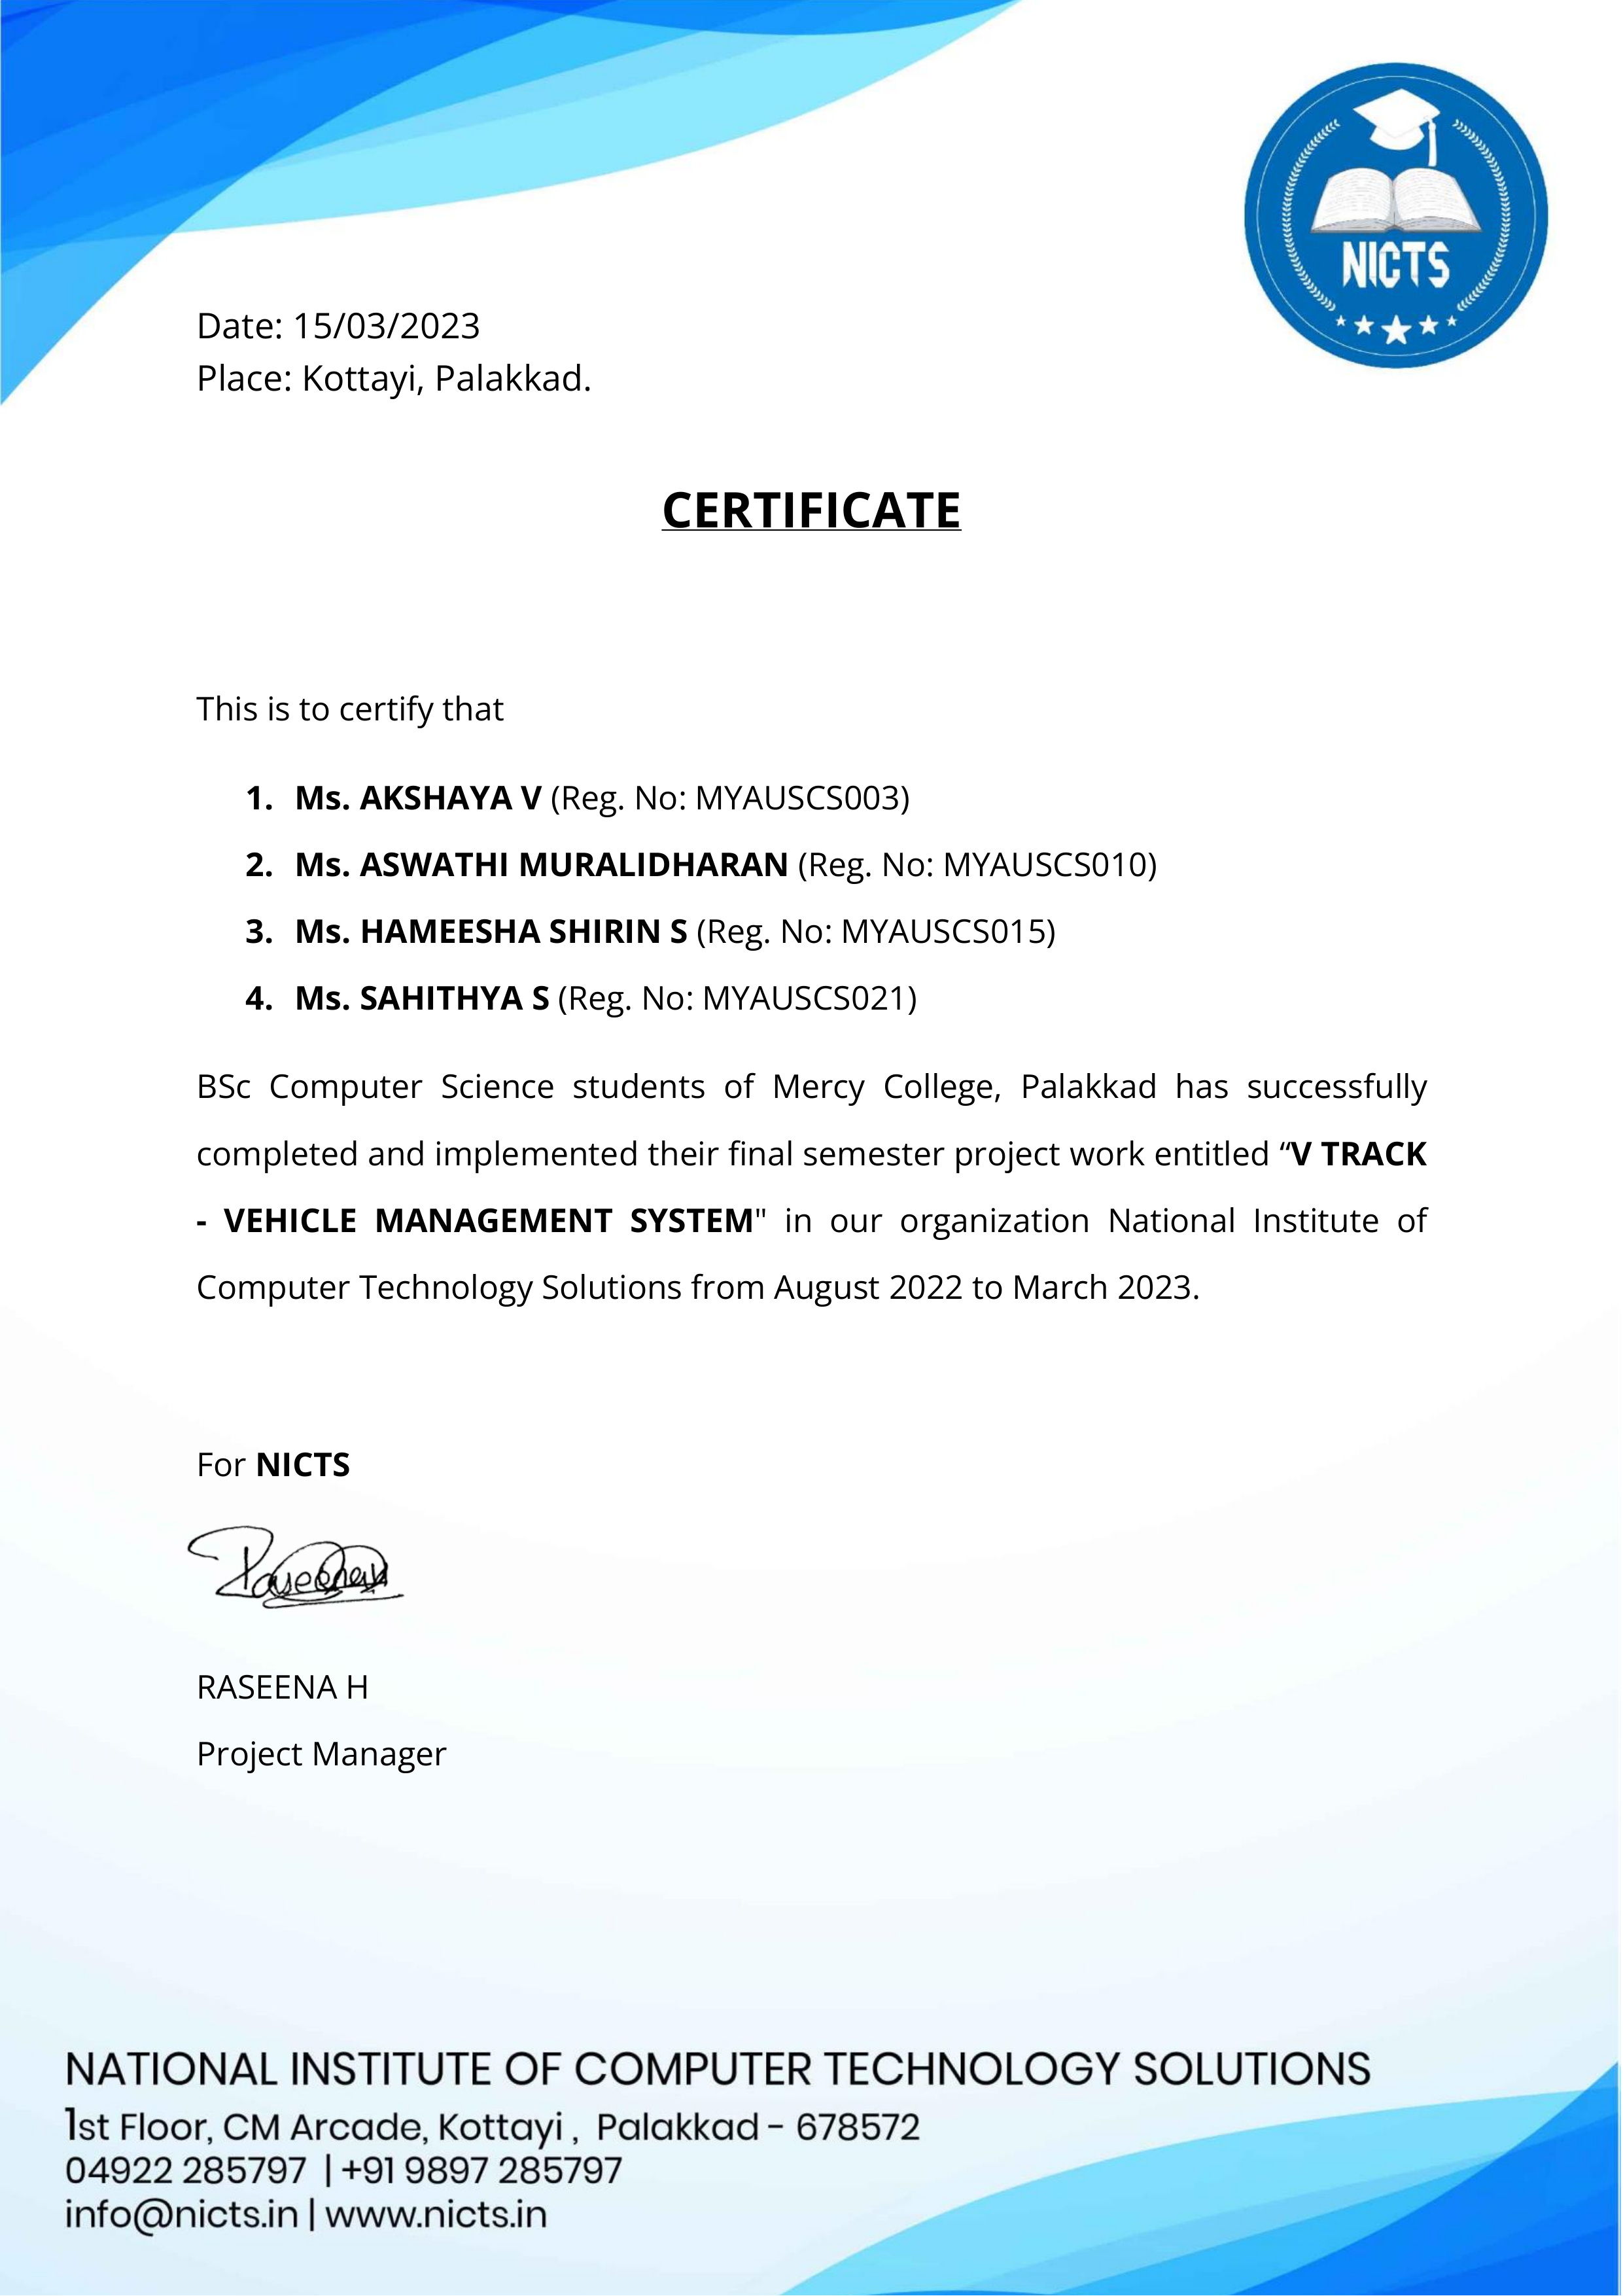 NICTS
Date: 15/03/2023
Place: Kottayi, Palakkad.
CERTIFICATE
This is to certify that
1. Ms. AKSHAYA V (Reg. No: MYAUSCS003)
2. Ms. ASWATHI MURALIDHARAN (Reg. No: MYAUSCS010)
3. Ms. HAMEESHA SHIRIN S (Reg. No: MYAUSCS015)
4. Ms. SAHITHYA S (Reg. No: MYAUSCS021)
BSc Computer Science students of Mercy College, Palakkad has successfully
completed and implemented their final semester project work entitled “V TRACK
- VEHICLE MANAGEMENT SYSTEM" in our organization National Institute of
Computer Technology Solutions from August 2022 to March 2023.
For NICTS
Raseena
RASEENA H
Project Manager
NATIONAL INSTITUTE OF COMPUTER TECHNOLOGY SOLUTIONS
1st Floor, CM Arcade, Kottayi , Palakkad - 678572
04922 285797 | +91 9897 285797
info@nicts.in | www.nicts.in